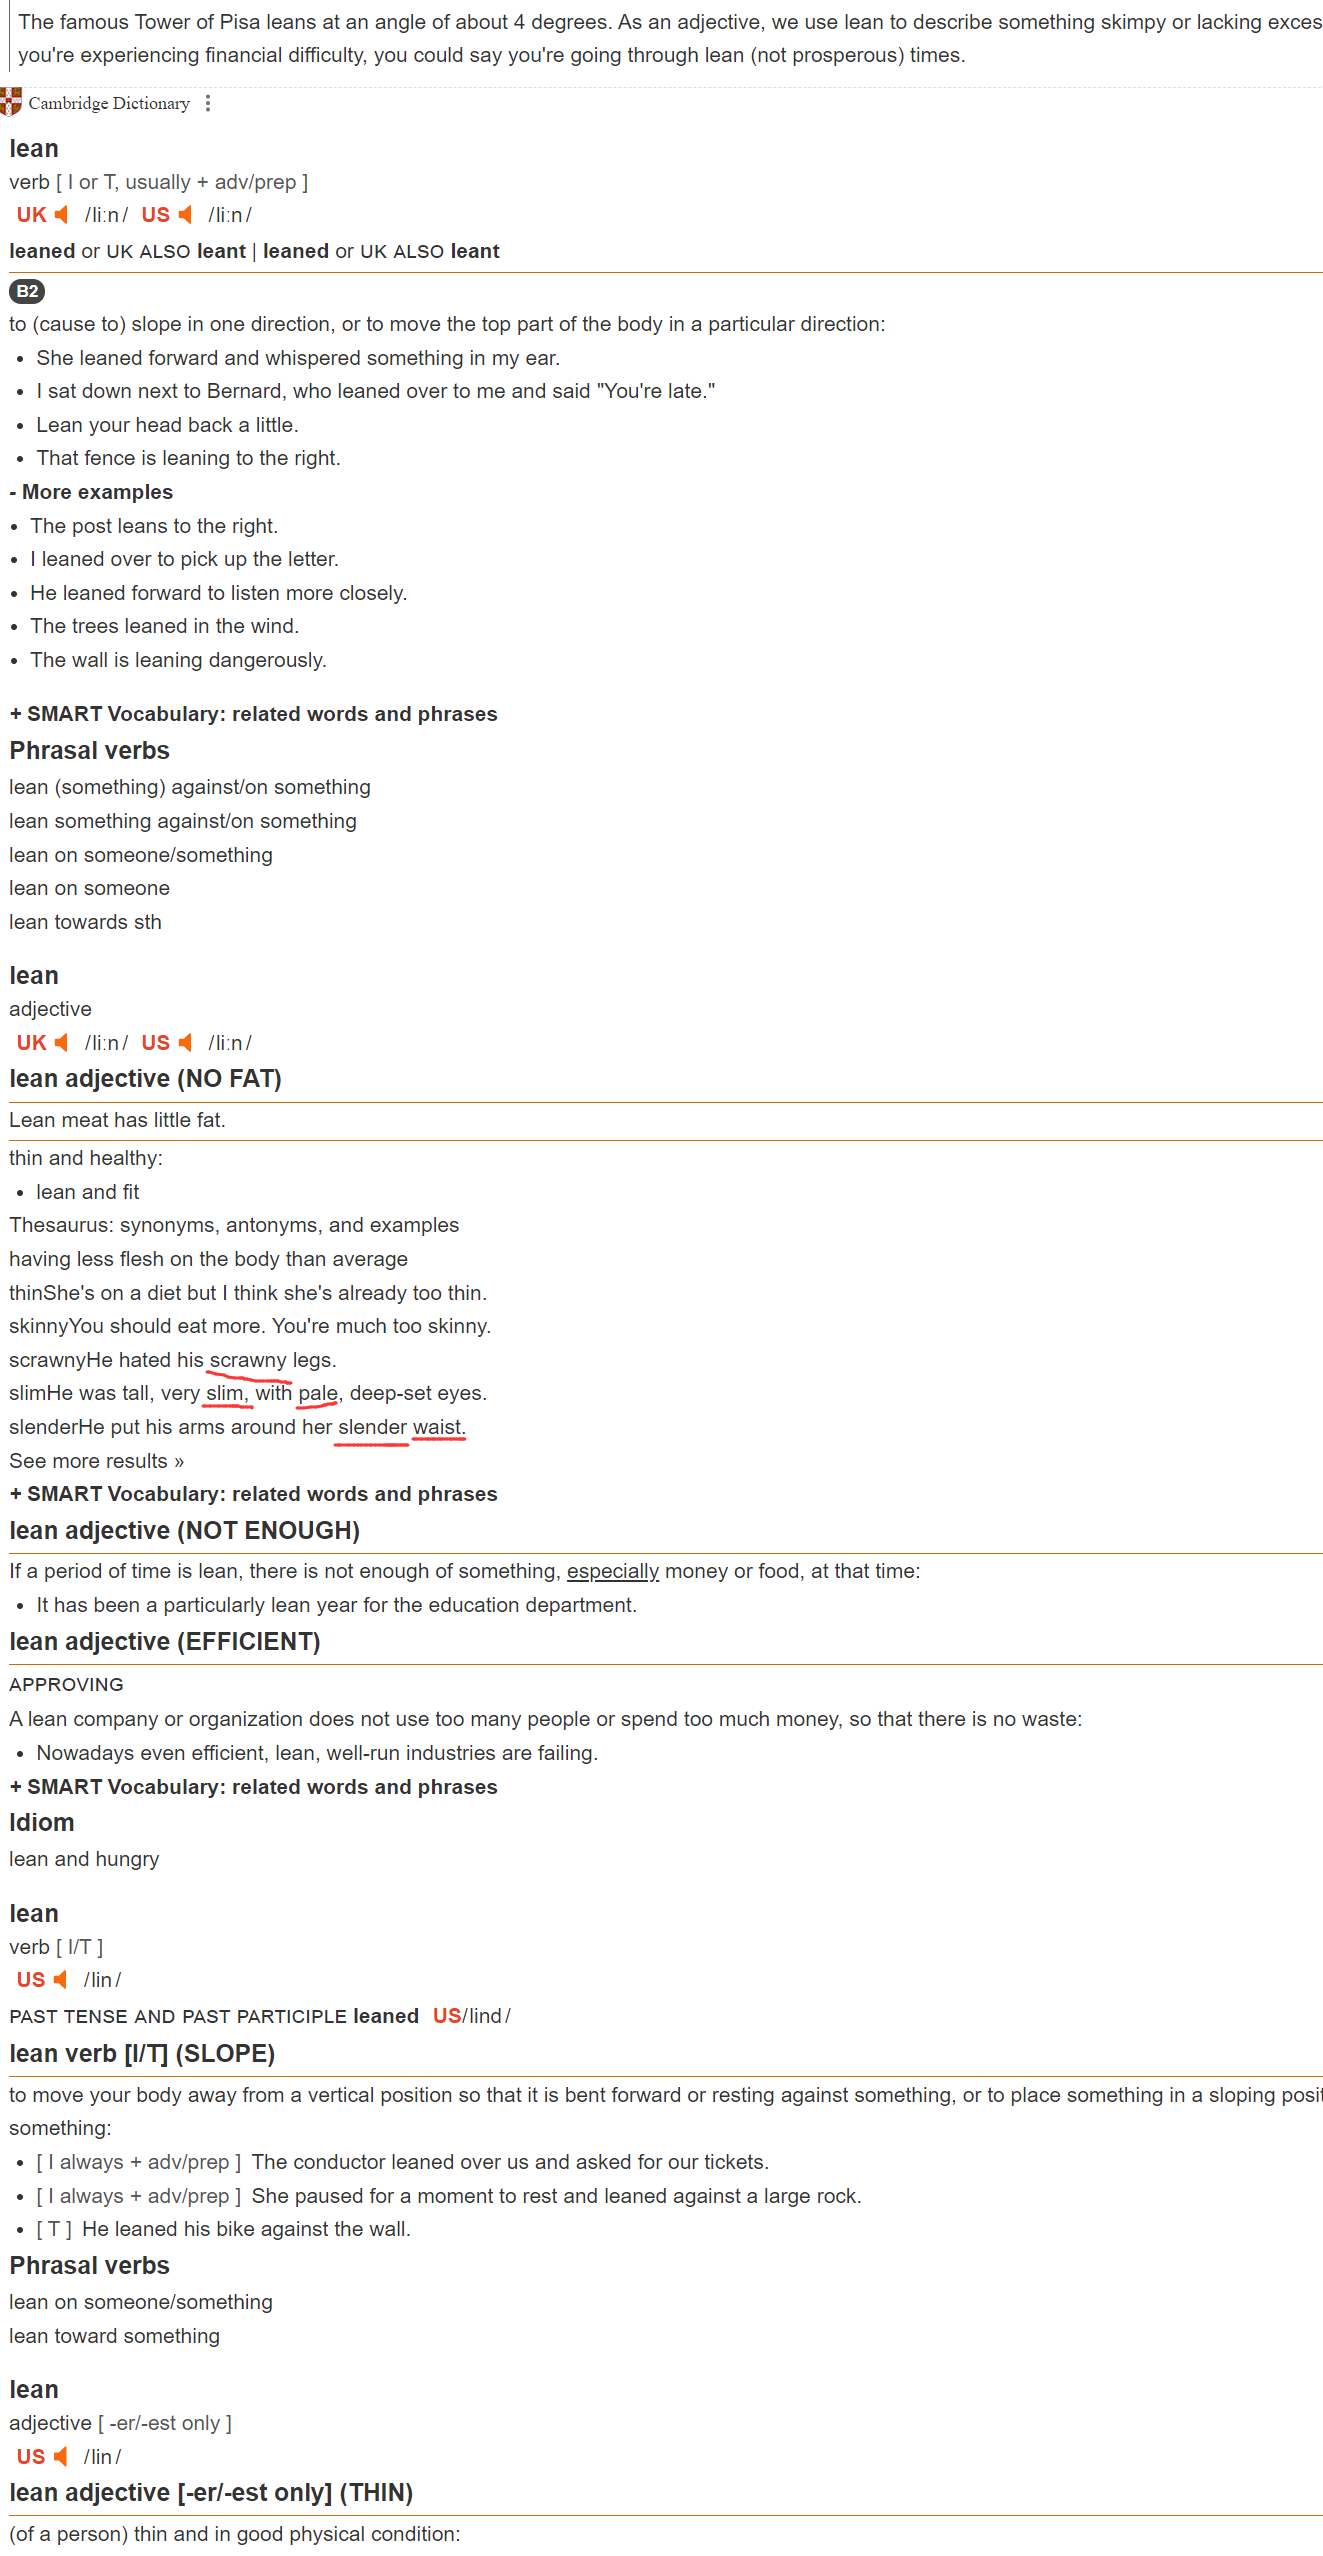 The famous Tower of Pisa leans at an angle of about 4 degrees. As an adjective, we use lean to describe something skimpy or lacking exces
you're experiencing financial difficulty, you could say you're going through lean (not prosperous) times.
Cambridge Dictionary
lean
verb [ I or T, usually + adv/prep ]
UK /liːn/ US /liːn/
leaned or UK ALSO leant | leaned or UK ALSO leant
B2
to (cause to) slope in one direction, or to move the top part of the body in a particular direction:
• She leaned forward and whispered something in my ear.
• I sat down next to Bernard, who leaned over to me and said "You're late."
• Lean your head back a little.
• That fence is leaning to the right.
- More examples
• The post leans to the right.
• I leaned over to pick up the letter.
• He leaned forward to listen more closely.
• The trees leaned in the wind.
• The wall is leaning dangerously.
+ SMART Vocabulary: related words and phrases
Phrasal verbs
lean (something) against/on something
lean something against/on something
lean on someone/something
lean on someone
lean towards sth
lean
adjective
UK /liːn/ US /liːn/
lean adjective (NO FAT)
Lean meat has little fat.
thin and healthy:
• lean and fit
Thesaurus: synonyms, antonyms, and examples
having less flesh on the body than average
thinShe's on a diet but I think she's already too thin.
skinnyYou should eat more. You're much too skinny.
scrawnyHe hated his scrawny legs.
slimHe was tall, very slim, with pale, deep-set eyes.
slenderHe put his arms around her slender waist.
See more results »
+ SMART Vocabulary: related words and phrases
lean adjective (NOT ENOUGH)
If a period of time is lean, there is not enough of something, especially money or food, at that time:
• It has been a particularly lean year for the education department.
lean adjective (EFFICIENT)
APPROVING
A lean company or organization does not use too many people or spend too much money, so that there is no waste:
• Nowadays even efficient, lean, well-run industries are failing.
+ SMART Vocabulary: related words and phrases
Idiom
lean and hungry
lean
verb [ I/T ]
US /lin/
PAST TENSE AND PAST PARTICIPLE leaned US/lind/
lean verb [I/T] (SLOPE)
to move your body away from a vertical position so that it is bent forward or resting against something, or to place something in a sloping posit
something:
• [ I always + adv/prep ] The conductor leaned over us and asked for our tickets.
• [ I always + adv/prep ] She paused for a moment to rest and leaned against a large rock.
• [ T ] He leaned his bike against the wall.
Phrasal verbs
lean on someone/something
lean toward something
lean
adjective [ -er/-est only ]
US /lin/
lean adjective [-er/-est only] (THIN)
(of a person) thin and in good physical condition: